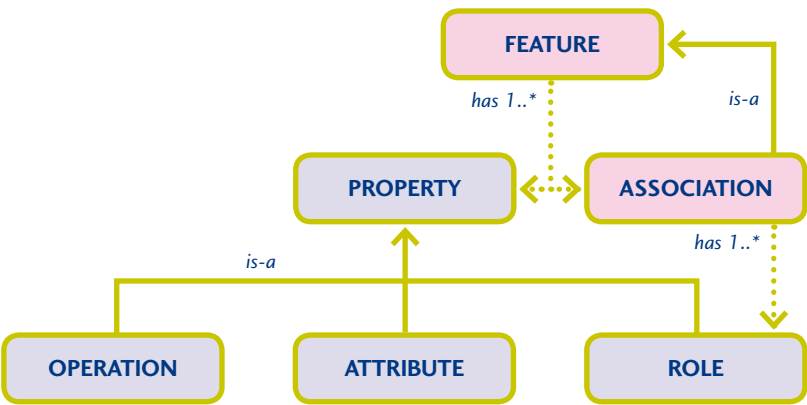 FEATURE
has 1..*
is-a
PROPERTY
ASSOCIATION
has 1..*
is-a
OPERATION
ATTRIBUTE
ROLE